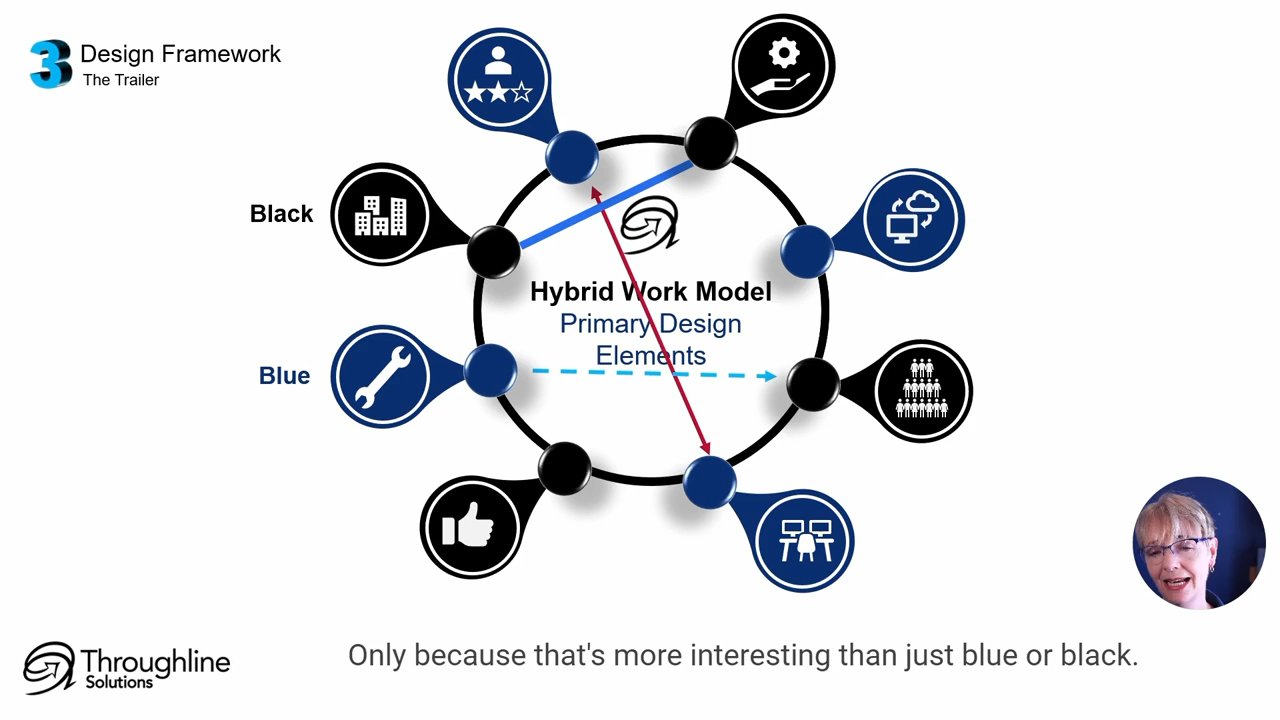 3
Design Framework
The Trailer
Black
Hybrid Work Model
Primary Design
Elements
Blue
Throughline
Solutions
Only because that's more interesting than just blue or black.